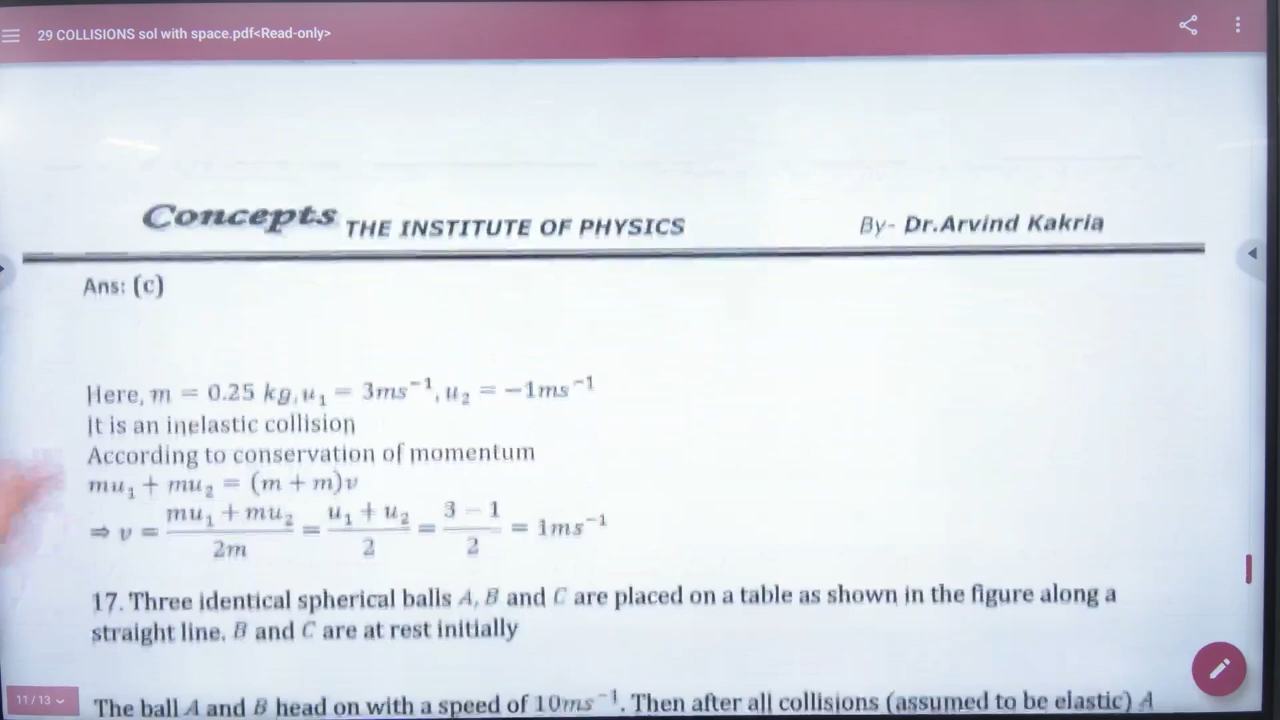 29 COLLISIONS sol with space.pdf<Read-only>
Concepts THE INSTITUTE OF PHYSICS By- Dr.Arvind Kakria
Ans: (c)
Here, m = 0.25 kg, u₁ = 3ms⁻¹, u₂ = −1ms⁻¹
It is an inelastic collision
According to conservation of momentum
mu₁ + mu₂ = (m + m)v
⇒ v = (mu₁ + mu₂)/2m = (u₁ + u₂)/2 = (3 − 1)/2 = 1ms⁻¹
17. Three identical spherical balls A, B and C are placed on a table as shown in the figure along a
straight line. B and C are at rest initially
The ball A and B head on with a speed of 10ms⁻¹. Then after all collisions (assumed to be elastic) A
11 / 13